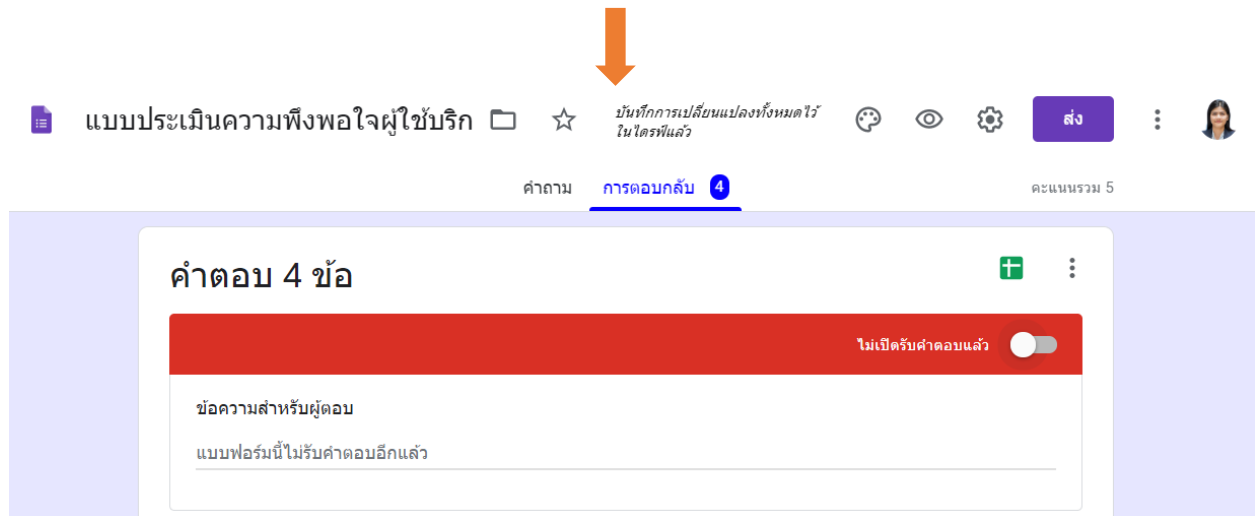 แบบประเมินความพึงพอใจผู้ใช้บริก
บันทึกการเปลี่ยนแปลงทั้งหมดไว้
ในไดรฟ์แล้ว
ส่ง
คำถาม การตอบกลับ 4
คะแนนรวม 5
คำตอบ 4 ข้อ
ไม่เปิดรับคำตอบแล้ว
ข้อความสำหรับผู้ตอบ
แบบฟอร์มนี้ไม่รับคำตอบอีกแล้ว